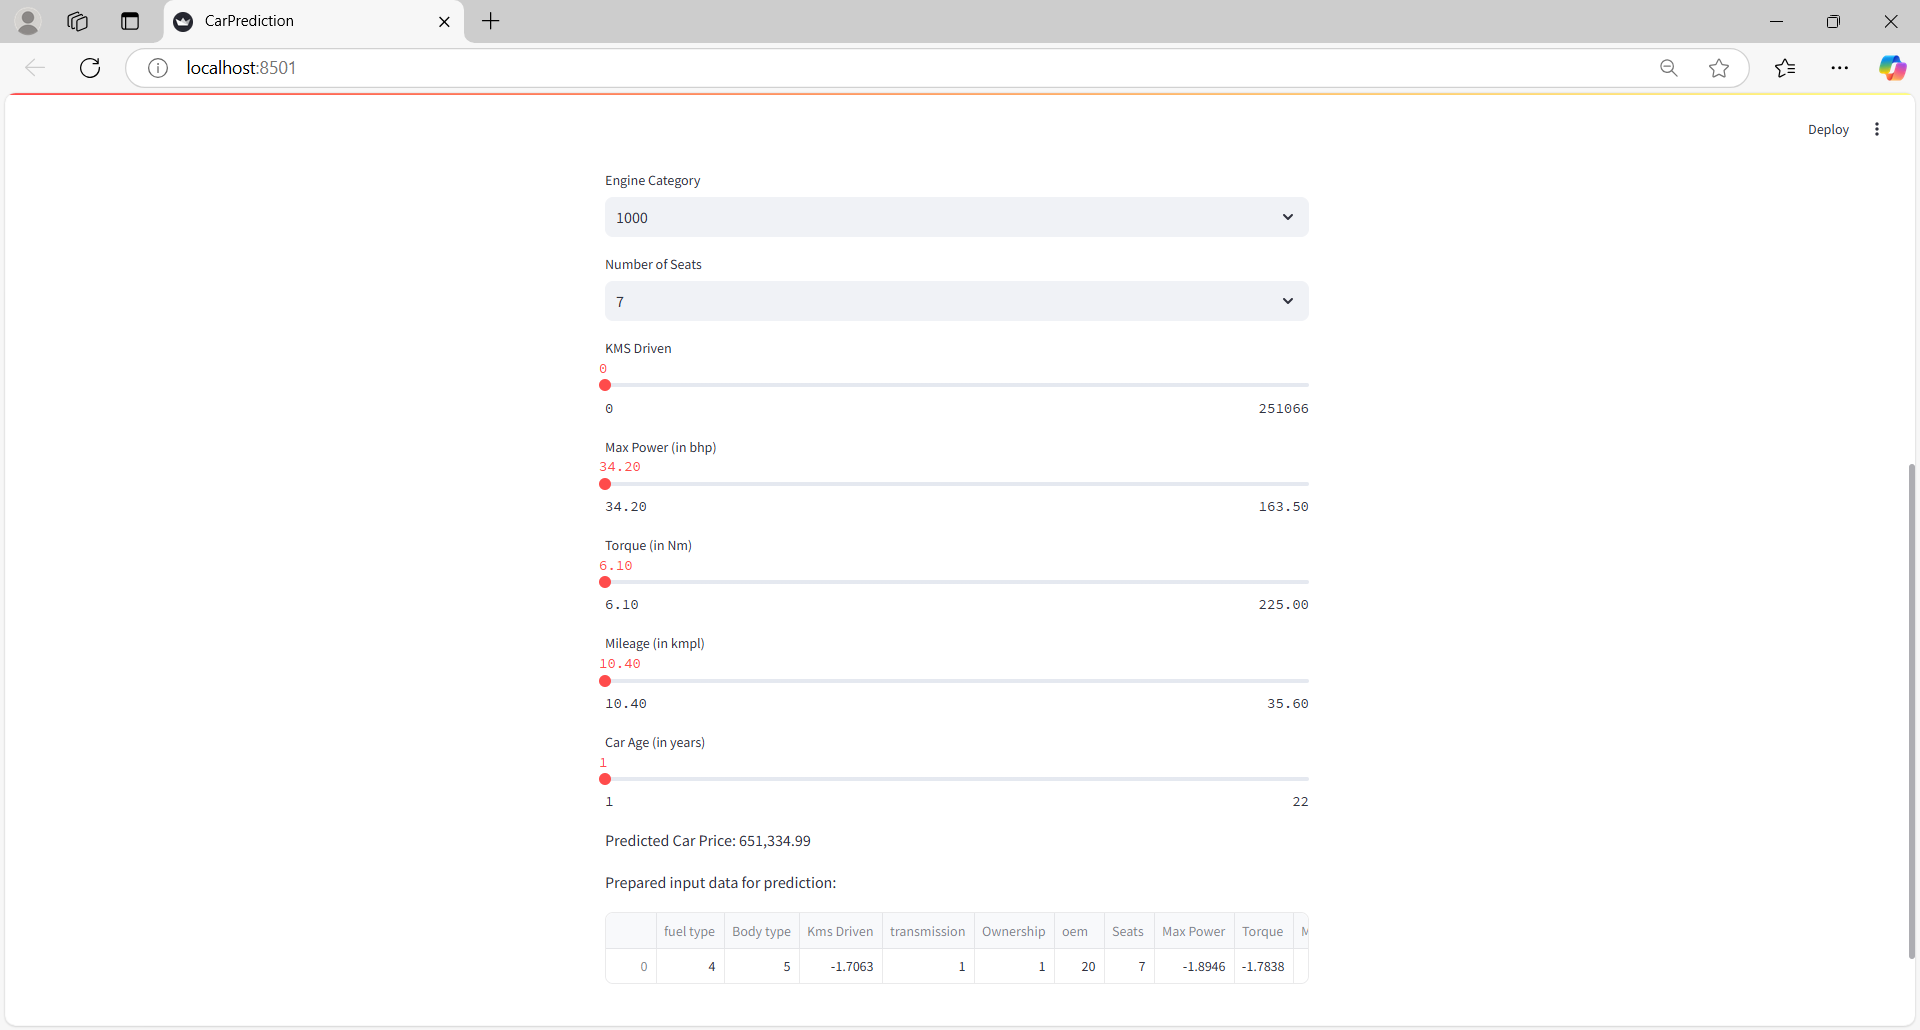 CarPrediction
localhost:8501
Deploy
Engine Category
1000
Number of Seats
7
KMS Driven
0
0 251066
Max Power (in bhp)
34.20
34.20 163.50
Torque (in Nm)
6.10
6.10 225.00
Mileage (in kmpl)
10.40
10.40 35.60
Car Age (in years)
1
1 22
Predicted Car Price: 651,334.99
Prepared input data for prediction:
fuel type Body type Kms Driven transmission Ownership oem Seats Max Power Torque M
0 4 5 -1.7063 1 1 20 7 -1.8946 -1.7838